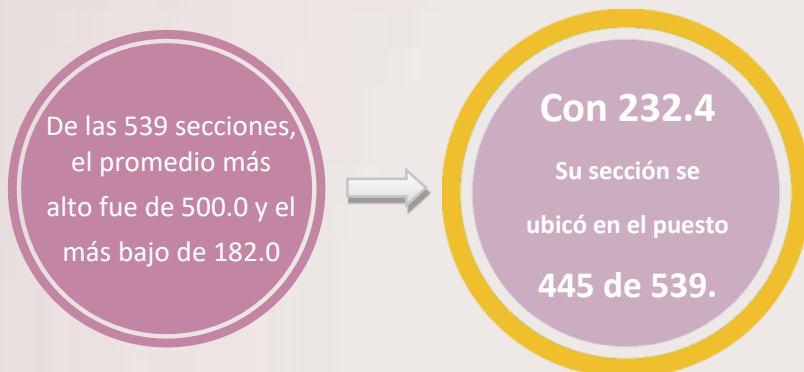 De las 539 secciones,
el promedio más
alto fue de 500.0 y el
más bajo de 182.0
Con 232.4
Su sección se
ubicó en el puesto
445 de 539.